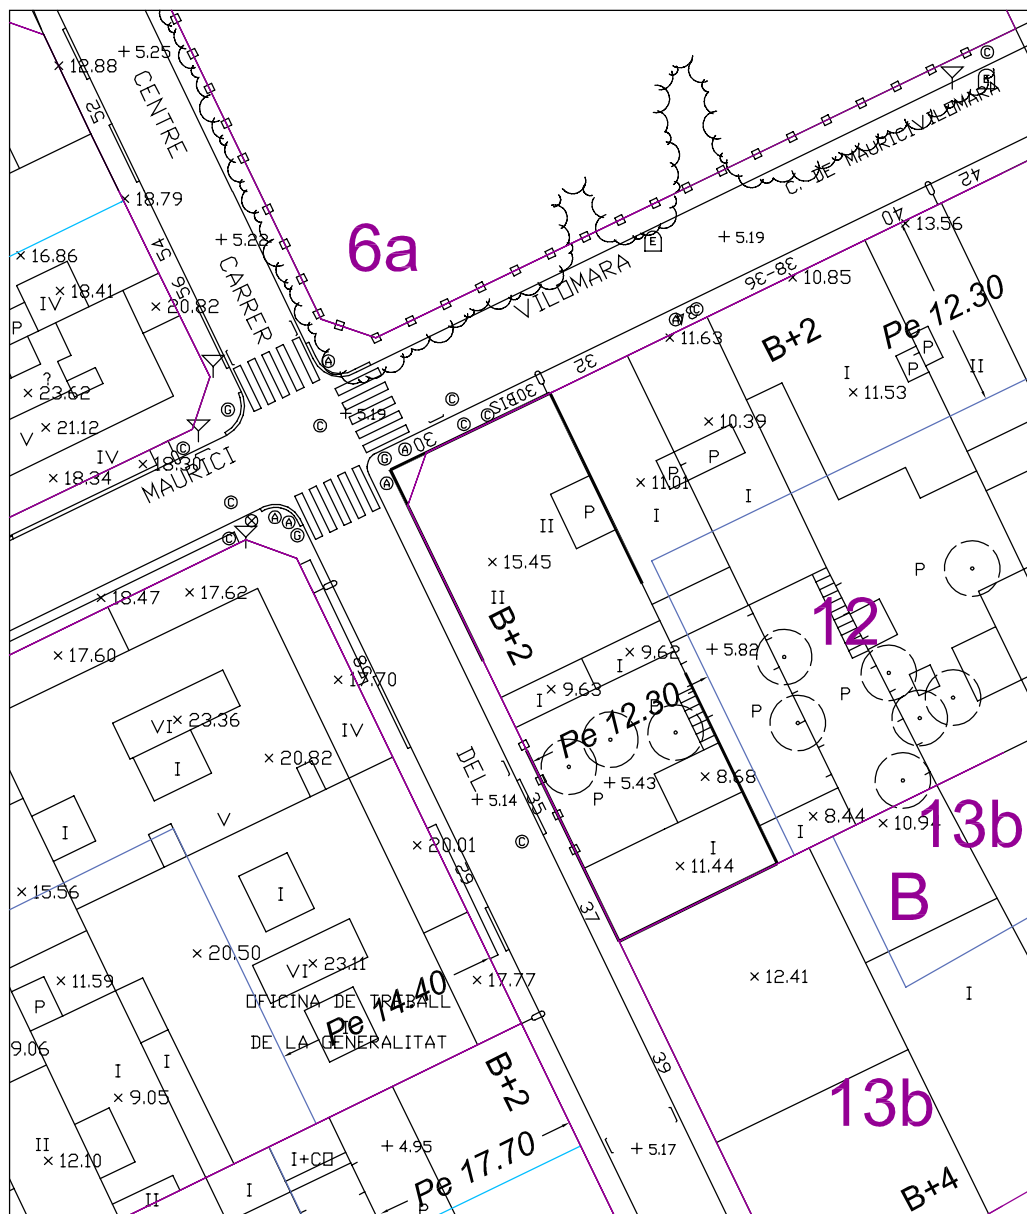 12.88
5.25
CENTRE
52
C
E
C. DE MAURICI VILOMARA
42
40
18.79
5.22
5.19
13.56
6a
54
56
16.86
18.41
IV
20.82
CARRER
VILOMARA
E
38-36
10.85
Pe 12.30
P
34
A C
11.63
B+2
P
P
II
?
23.62
A
32
I
11.53
C
5.19
30BIS
G
V
21.12
C
C C
10.39
IV
30
A
C
G
P
P
18.34
18.30
MAURICI
A
11.01
I
P
C
II
I
A A
G
C
15.45
P
18.47
17.62
II
12
17.60
B+2
9.62
5.82
I
58
17.70
I
9.63
P
P
VI
23.36
IV
Pe 12.30
I
20.82
DEL
5.43
8.68
P
V
35
5.14
8.44
10.94
13b
I
I
C
20.01
I
11.44
15.56
I
29
B
37
20.50
VI
23.11
17.77
12.41
11.59
I
P
Pe 14.40
OFICINA DE TREBALL
I
DE LA GENERALITAT
9.06
I
I
39
B+2
13b
9.05
II
12.10
I+CO
4.95
5.17
Pe 17.70
I
II
P
B+4